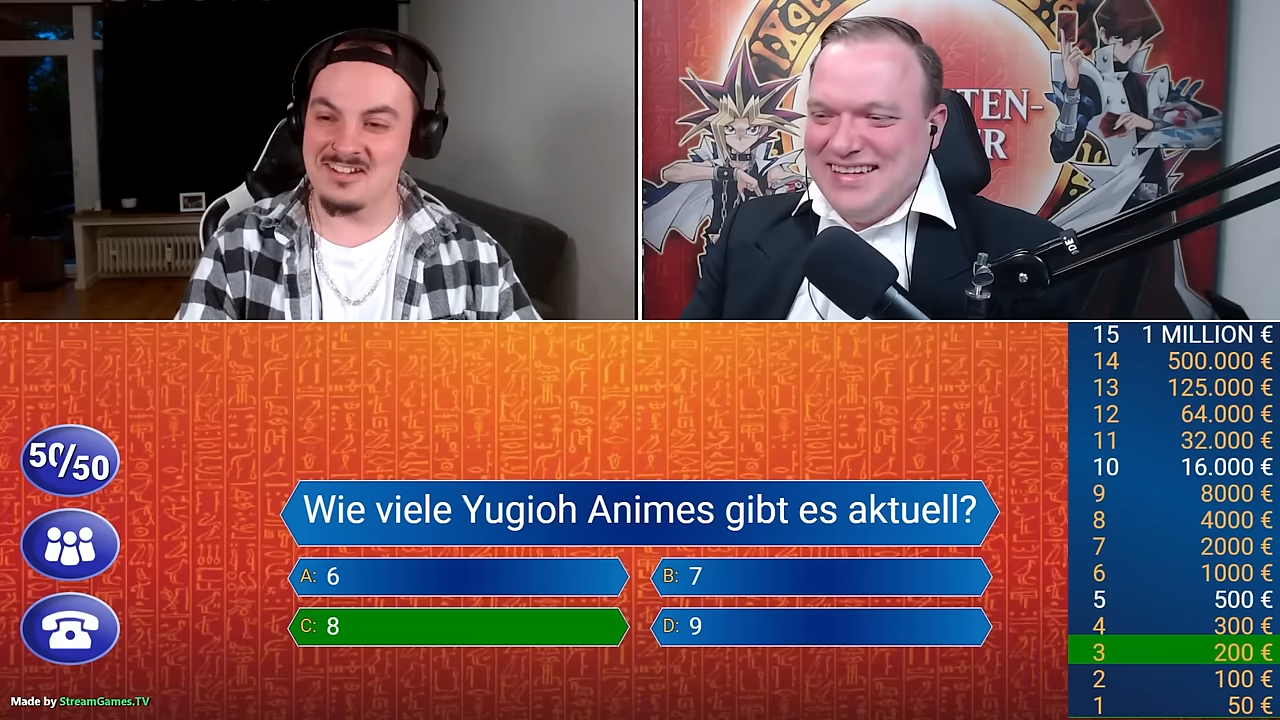 TEN-
R
15 1 MILLION €
14 500.000 €
13 125.000 €
12 64.000 €
11 32.000 €
10 16.000 €
9 8000 €
8 4000 €
7 2000 €
6 1000 €
5 500 €
4 300 €
3 200 €
2 100 €
1 50 €
50/50
Wie viele Yugioh Animes gibt es aktuell?
A: 6
B: 7
C: 8
D: 9
Made by StreamGames.TV